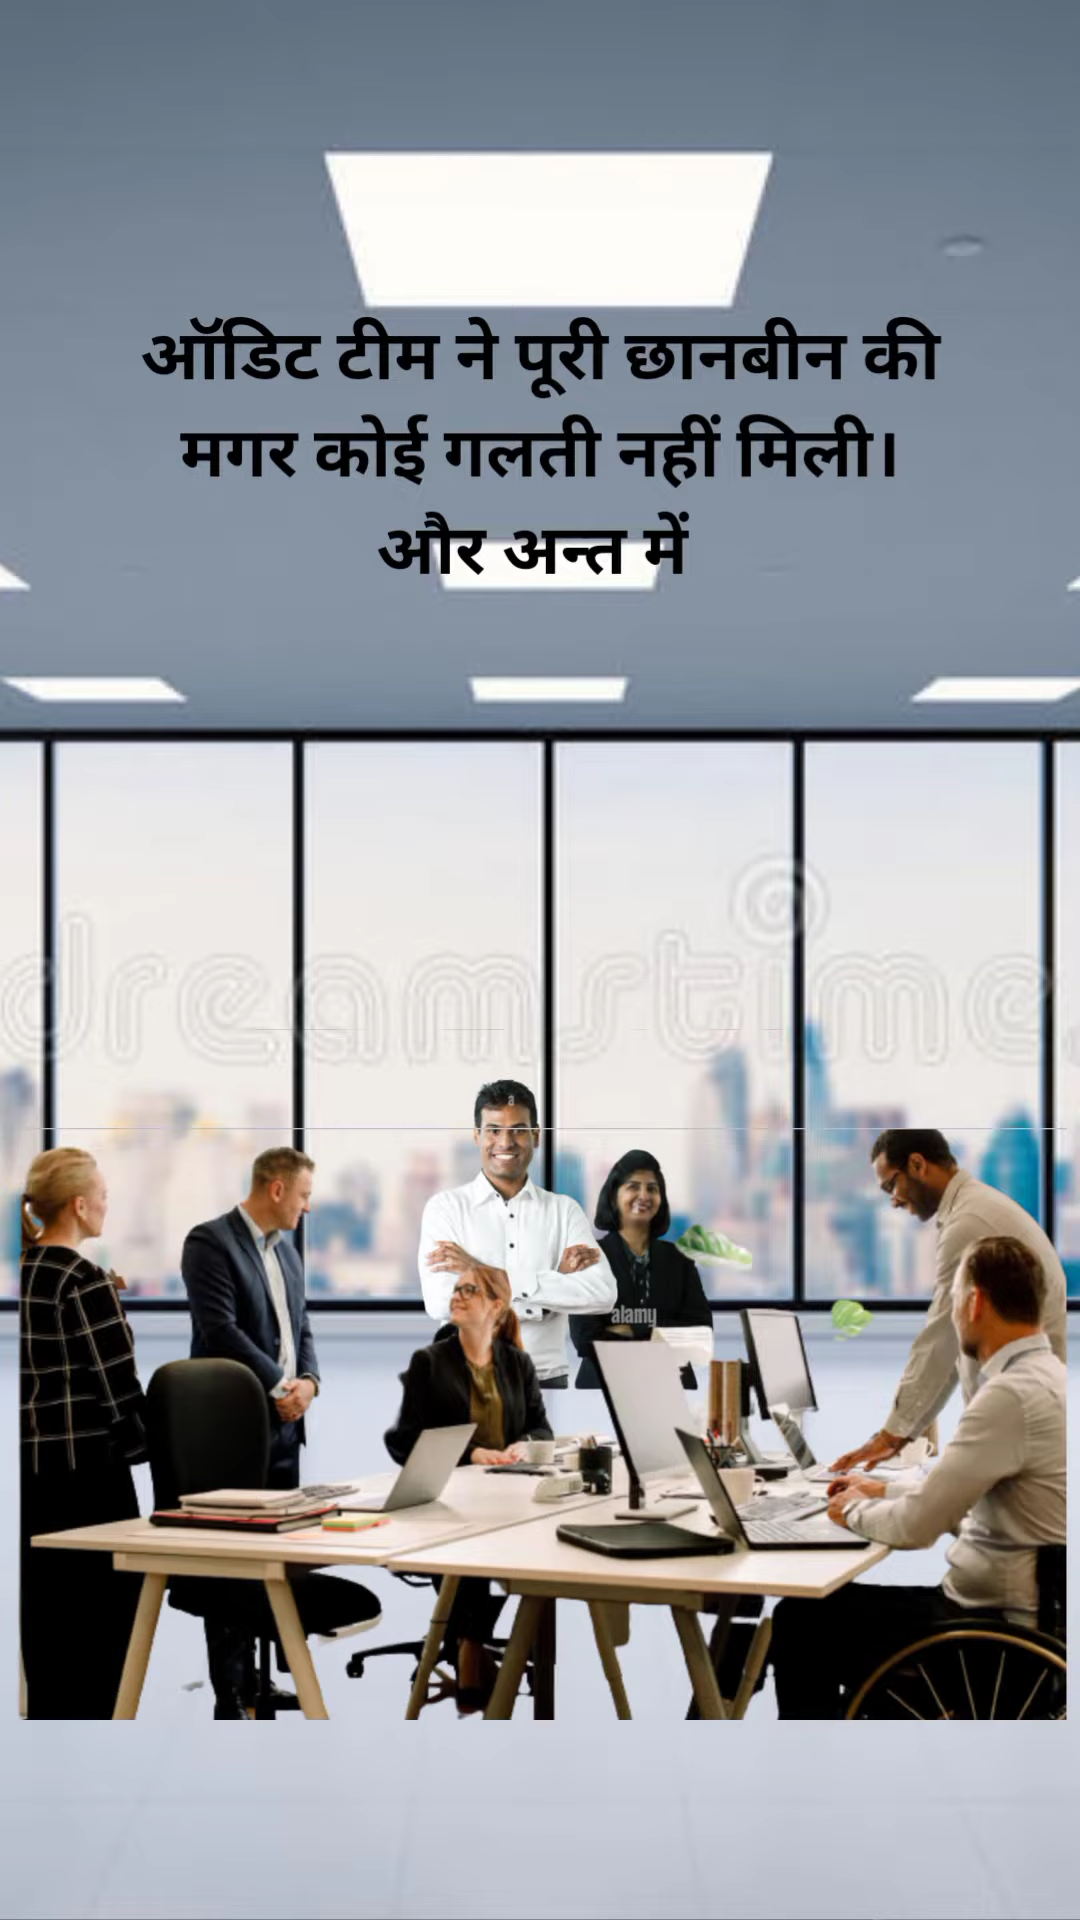 ऑडिट टीम ने पूरी छानबीन की
मगर कोई गलती नहीं मिली।
और अन्त में
dreamstime
a
alamy